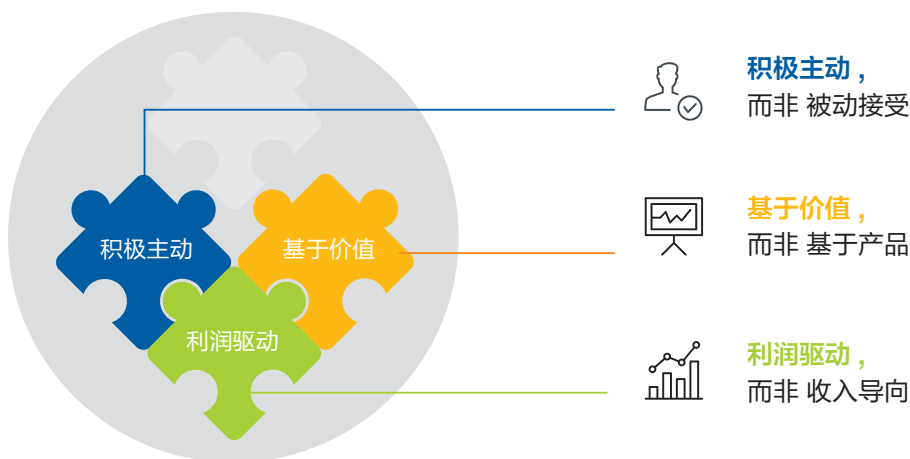 积极主动
基于价值
利润驱动
积极主动，
而非 被动接受
基于价值，
而非 基于产品
利润驱动，
而非 收入导向